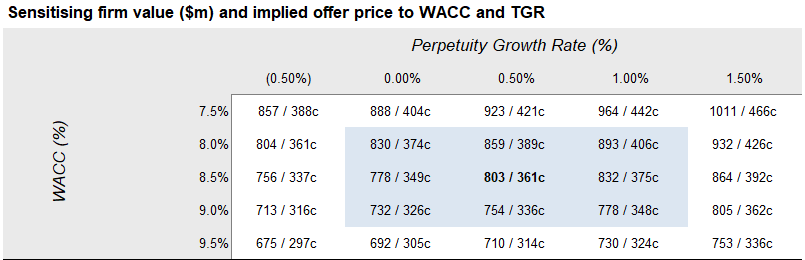 Sensitising firm value ($m) and implied offer price to WACC and TGR
Perpetuity Growth Rate (%)
(0.50%) 0.00% 0.50% 1.00% 1.50%
WACC (%)
7.5% 857 / 388c 888 / 404c 923 / 421c 964 / 442c 1011 / 466c
8.0% 804 / 361c 830 / 374c 859 / 389c 893 / 406c 932 / 426c
8.5% 756 / 337c 778 / 349c 803 / 361c 832 / 375c 864 / 392c
9.0% 713 / 316c 732 / 326c 754 / 336c 778 / 348c 805 / 362c
9.5% 675 / 297c 692 / 305c 710 / 314c 730 / 324c 753 / 336c